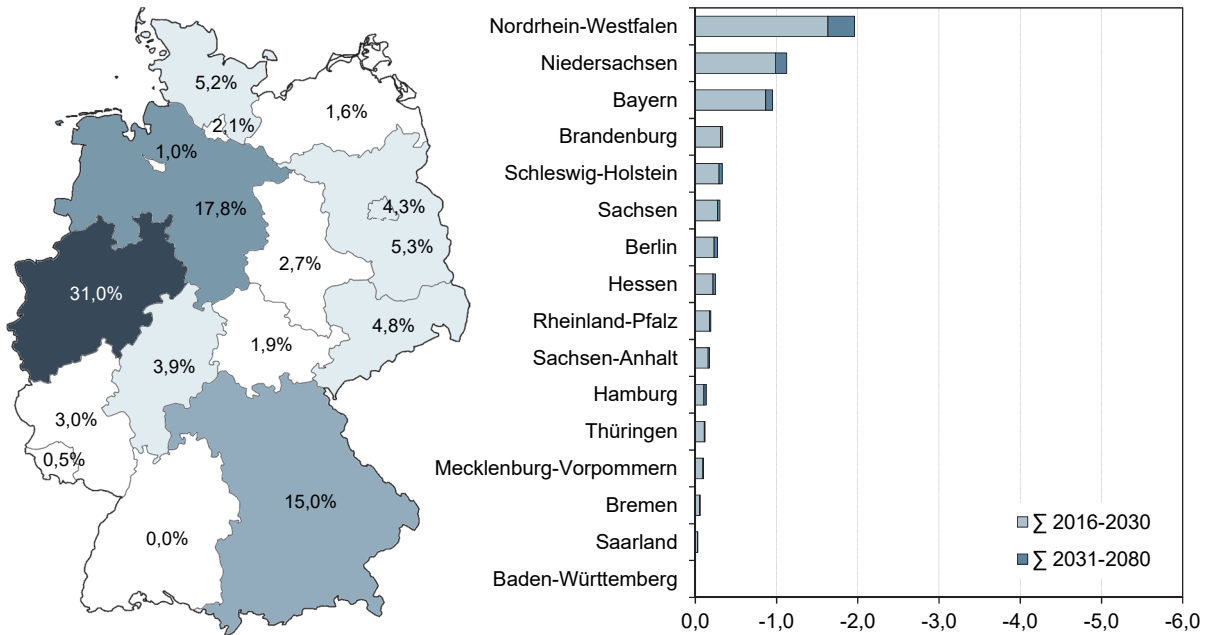 5,2%
2,1%
1,6%
1,0%
17,8%
4,3%
5,3%
2,7%
31,0%
4,8%
1,9%
3,9%
3,0%
0,5%
15,0%
0,0%
Nordrhein-Westfalen
Niedersachsen
Bayern
Brandenburg
Schleswig-Holstein
Sachsen
Berlin
Hessen
Rheinland-Pfalz
Sachsen-Anhalt
Hamburg
Thüringen
Mecklenburg-Vorpommern
Bremen
Saarland
Baden-Württemberg
∑ 2016-2030
∑ 2031-2080
0,0 -1,0 -2,0 -3,0 -4,0 -5,0 -6,0